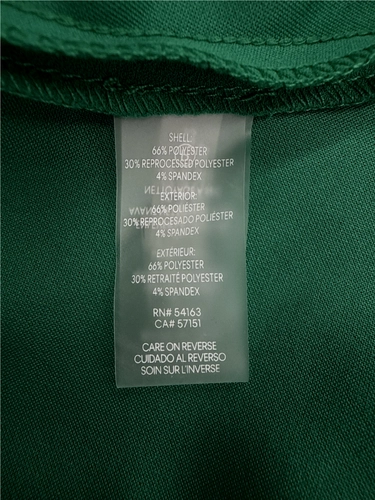 SHELL:
66% POLYESTER
30% REPROCESSED POLYESTER
4% SPANDEX
EXTERIOR:
66% POLIÉSTER
30% REPROCESADO POLIÉSTER
4% SPANDEX
EXTÉRIEUR:
66% POLYESTER
30% RETRAITÉ POLYESTER
4% SPANDEX
RN# 54163
CA# 57151
CARE ON REVERSE
CUIDADO AL REVERSO
SOIN SUR L'INVERSE